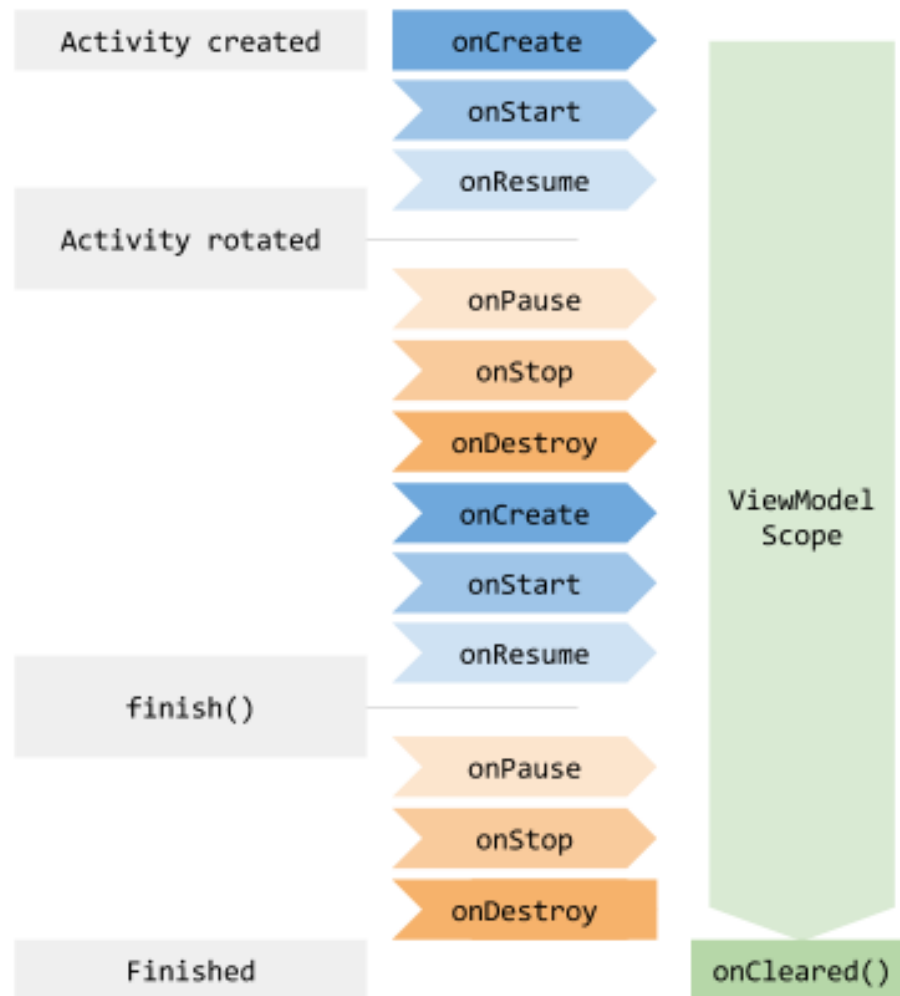 Activity created
onCreate
onStart
onResume
Activity rotated
onPause
onStop
onDestroy
onCreate
onStart
onResume
ViewModel
Scope
finish()
onPause
onStop
onDestroy
Finished
onCleared()